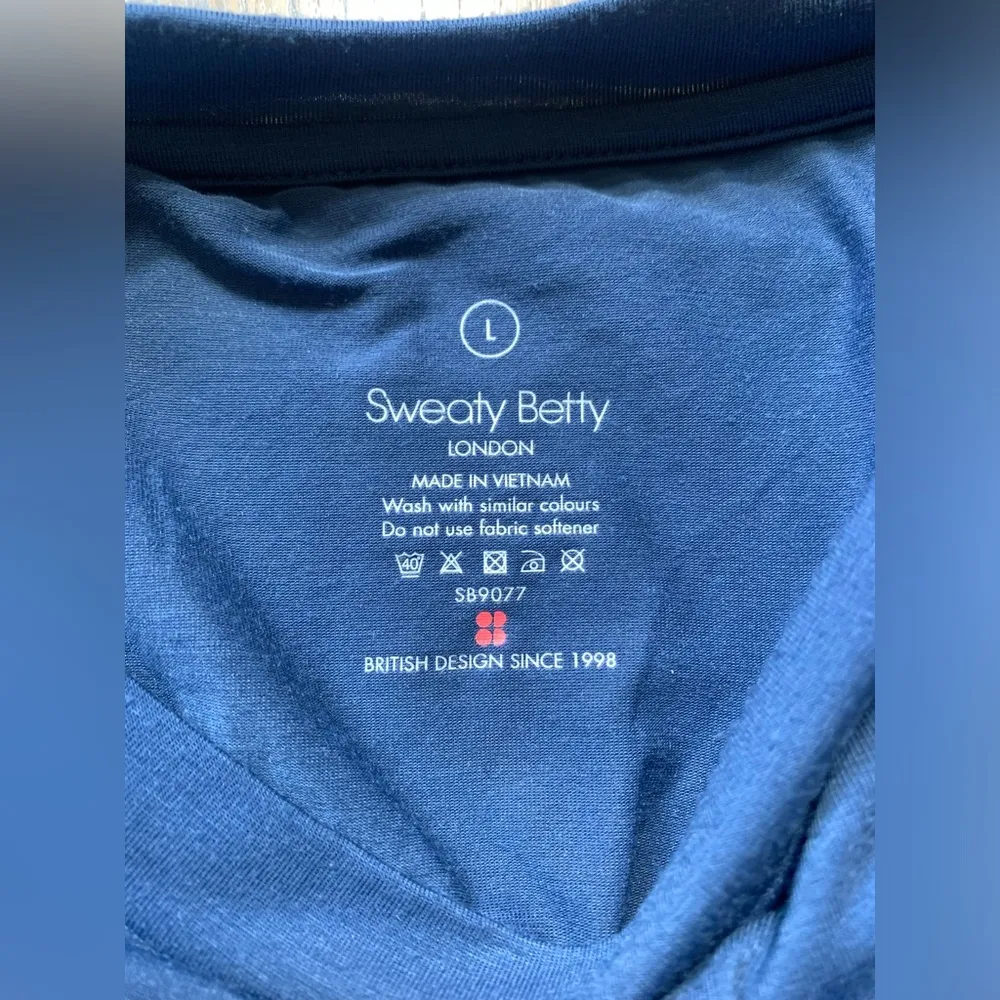 L
Sweaty Betty
LONDON
MADE IN VIETNAM
Wash with similar colours
Do not use fabric softener
40
SB9077
BRITISH DESIGN SINCE 1998